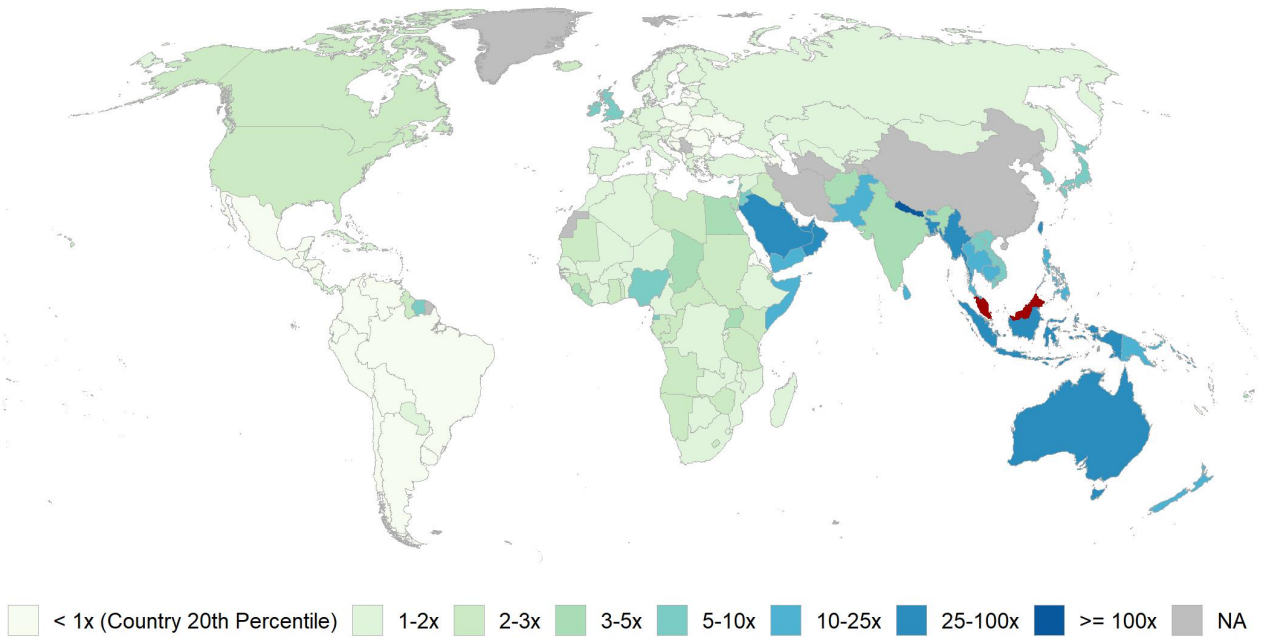 < 1x (Country 20th Percentile) 1-2x 2-3x 3-5x 5-10x 10-25x 25-100x >= 100x NA